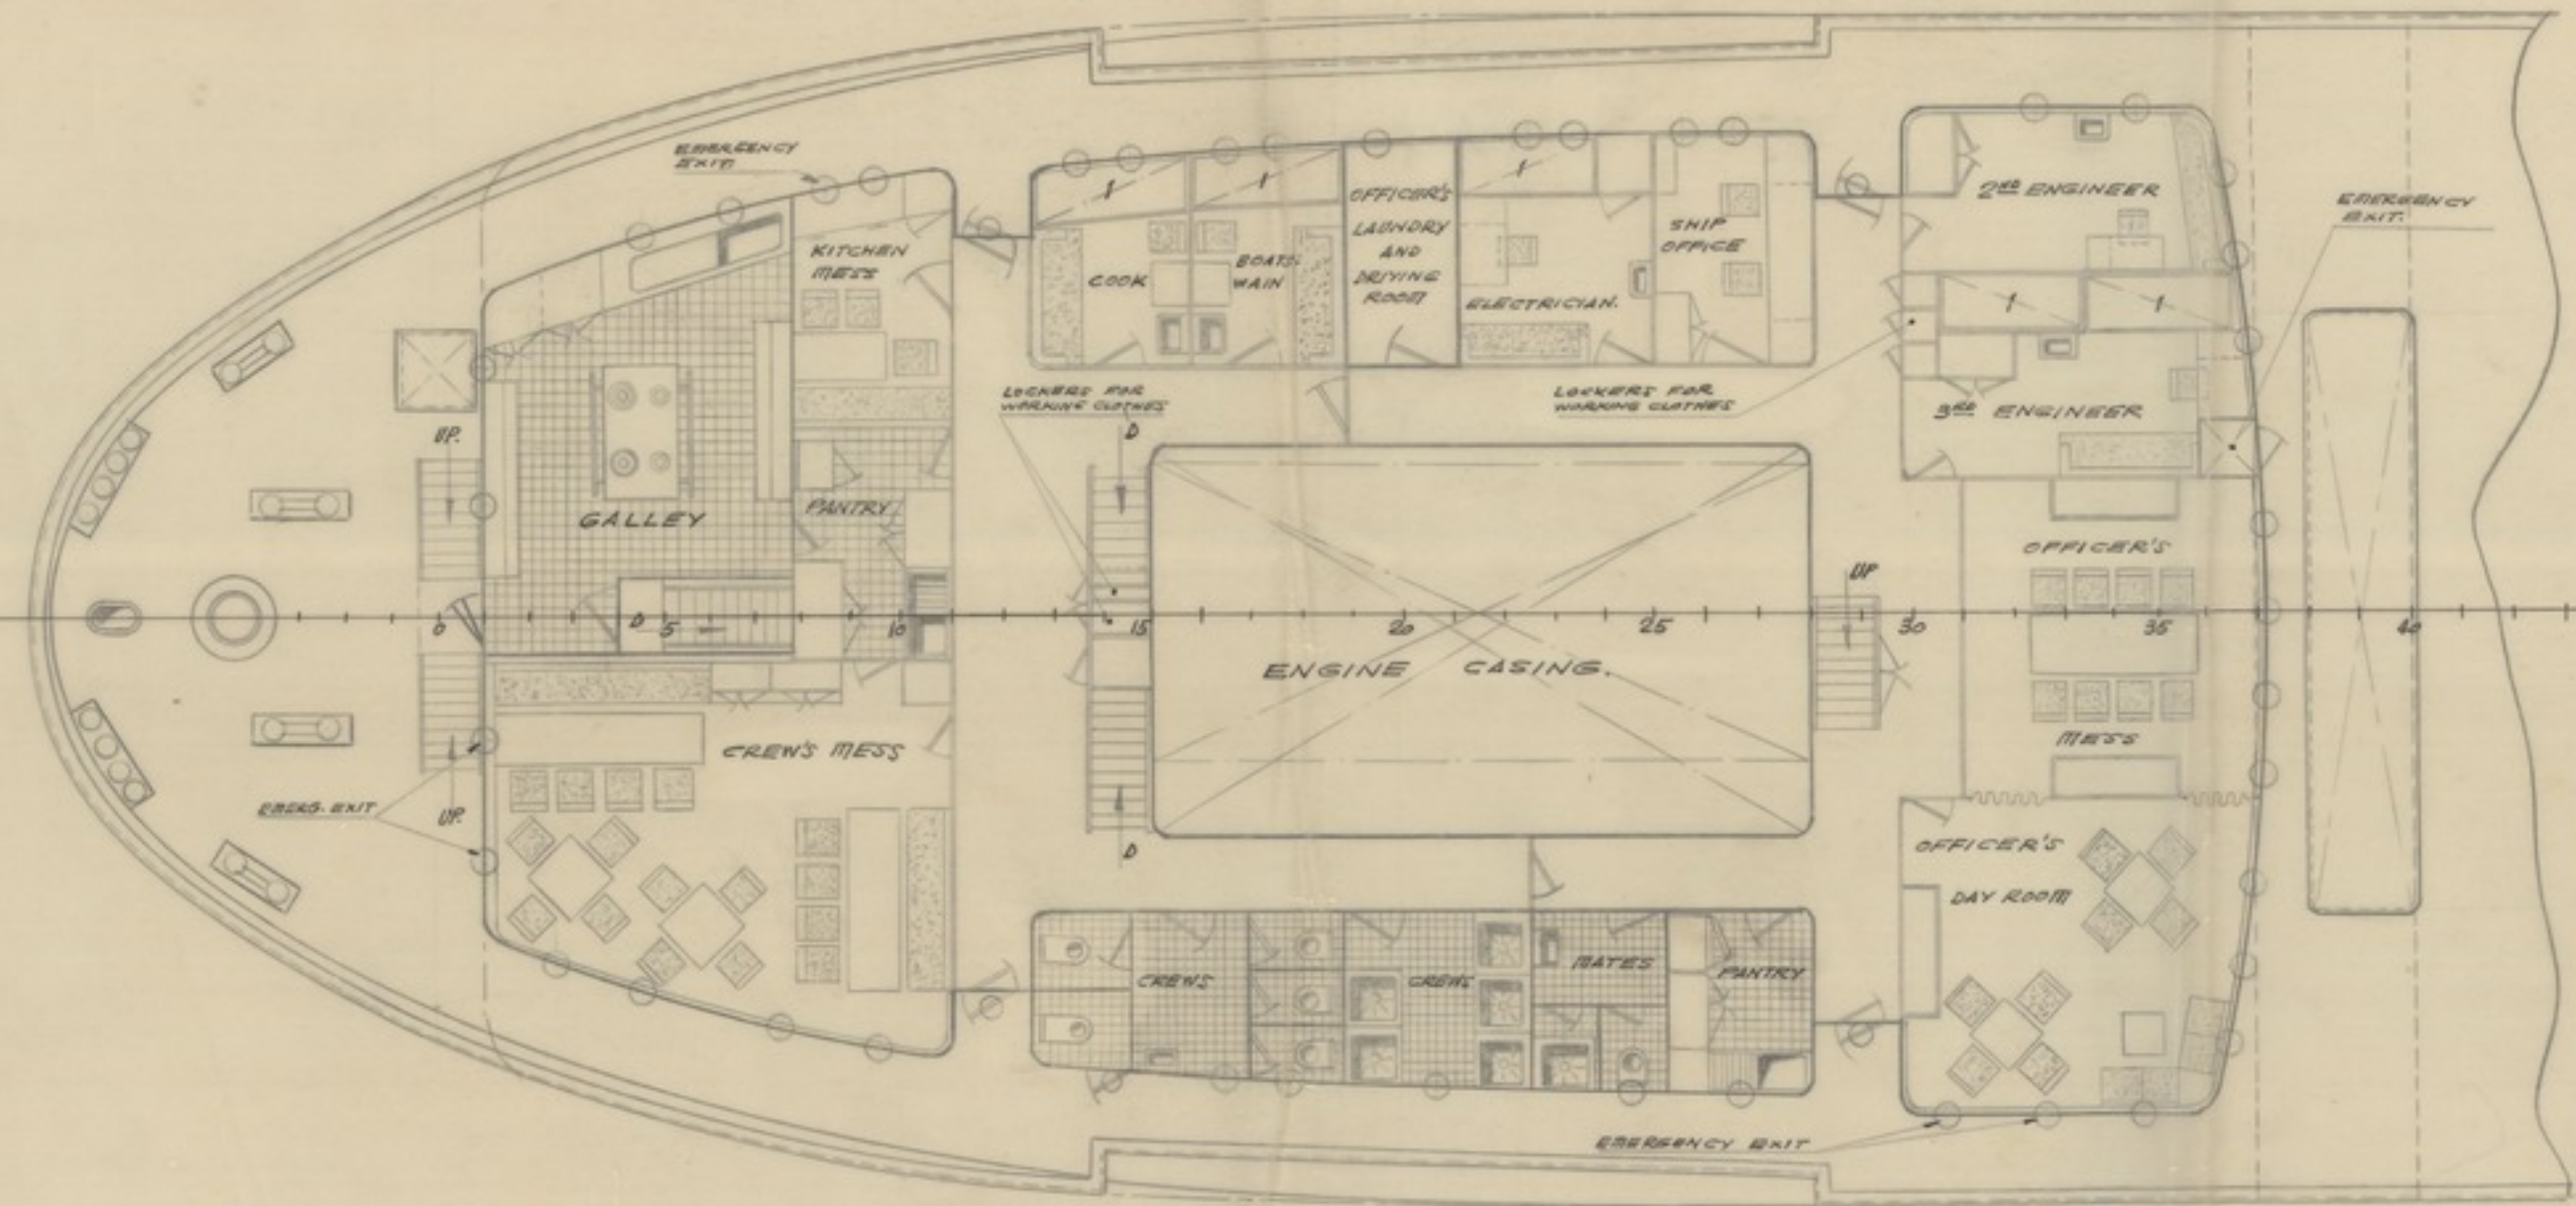 EMERGENCY
EXIT
KITCHEN
MESS
COOK
BOATS-
WAIN
OFFICER'S
LAUNDRY
AND
DRIVING
ROOM
ELECTRICIAN.
SHIP
OFFICE
2ND ENGINEER
EMERGENCY
EXIT.
LOCKERS FOR
WORKING CLOTHES
LOCKERS FOR
WORKING CLOTHES
3RD ENGINEER
UP.
D
GALLEY
PANTRY
OFFICER'S
UP
0
D
5
10
15
20
25
30
35
40
ENGINE CASING.
CREW'S MESS
MESS
EMERG. EXIT
UP.
D
OFFICER'S
DAY ROOM
CREWS
CREWS
MATES
PANTRY
EMERGENCY EXIT